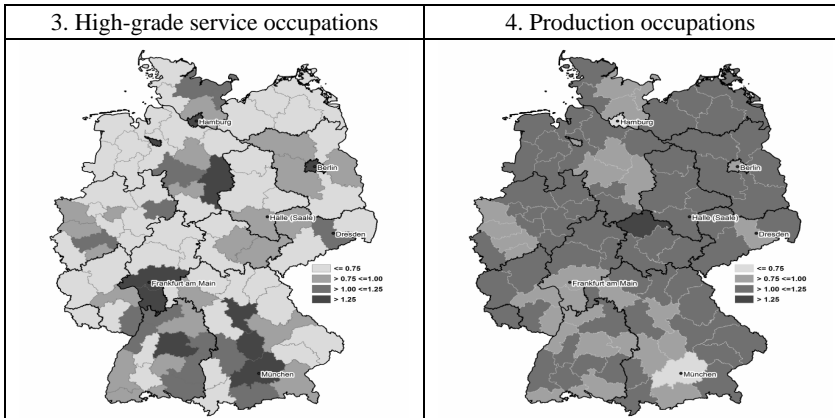 3. High-grade service occupations
4. Production occupations
Hamburg
Berlin
Halle (Saale)
Dresden
<= 0.75
> 0.75 <=1.00
> 1.00 <=1.25
> 1.25
Frankfurt am Main
München
Hamburg
Berlin
Halle (Saale)
Dresden
<= 0.75
> 0.75 <=1.00
> 1.00 <=1.25
> 1.25
Frankfurt am Main
München